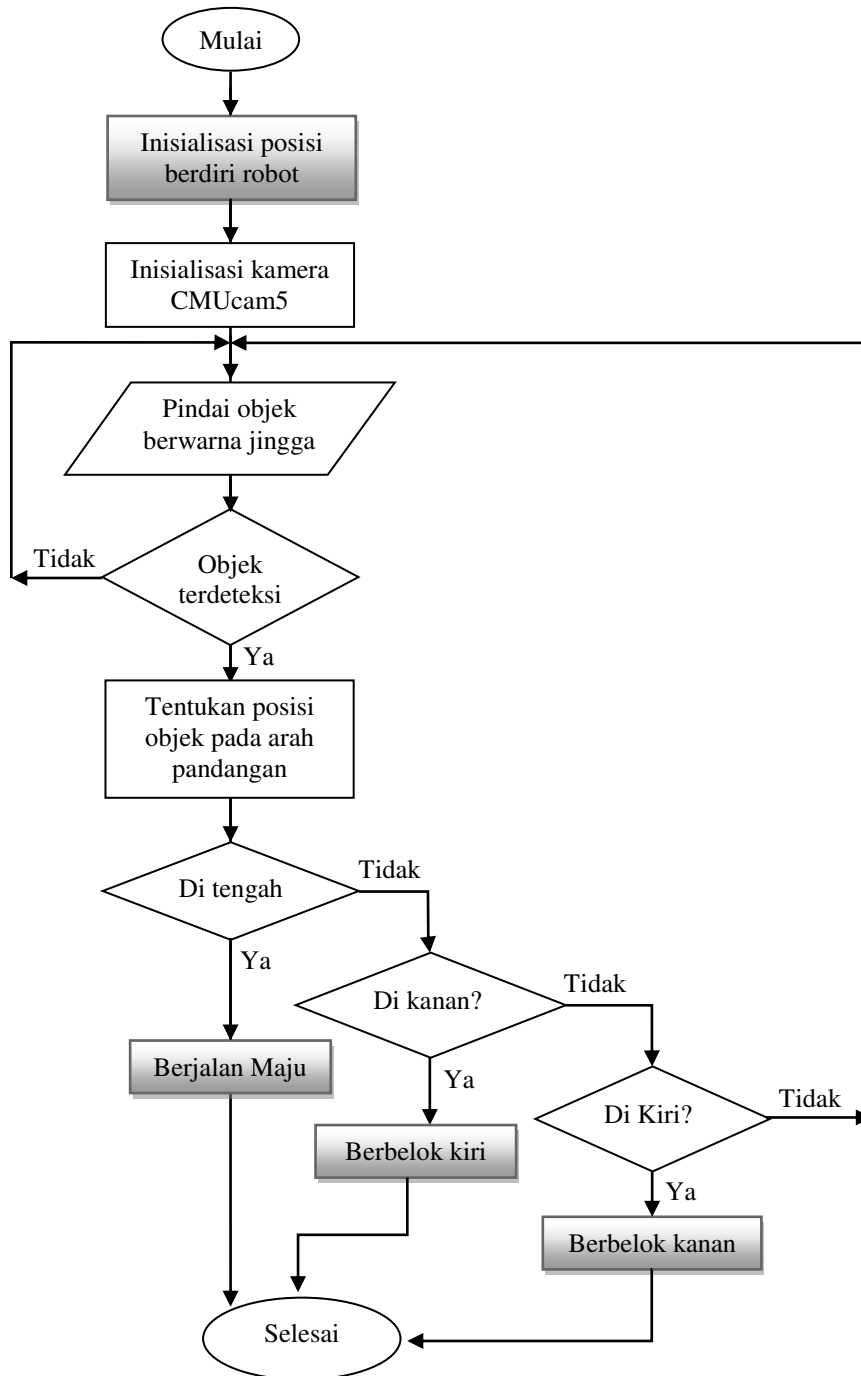 Mulai
Inisialisasi posisi
berdiri robot
Inisialisasi kamera
CMUcam5
Pindai objek
berwarna jingga
Tidak
Objek
terdeteksi
Ya
Tentukan posisi
objek pada arah
pandangan
Di tengah
Tidak
Ya
Di kanan?
Tidak
Berjalan Maju
Ya
Di Kiri?
Tidak
Berbelok kiri
Ya
Berbelok kanan
Selesai